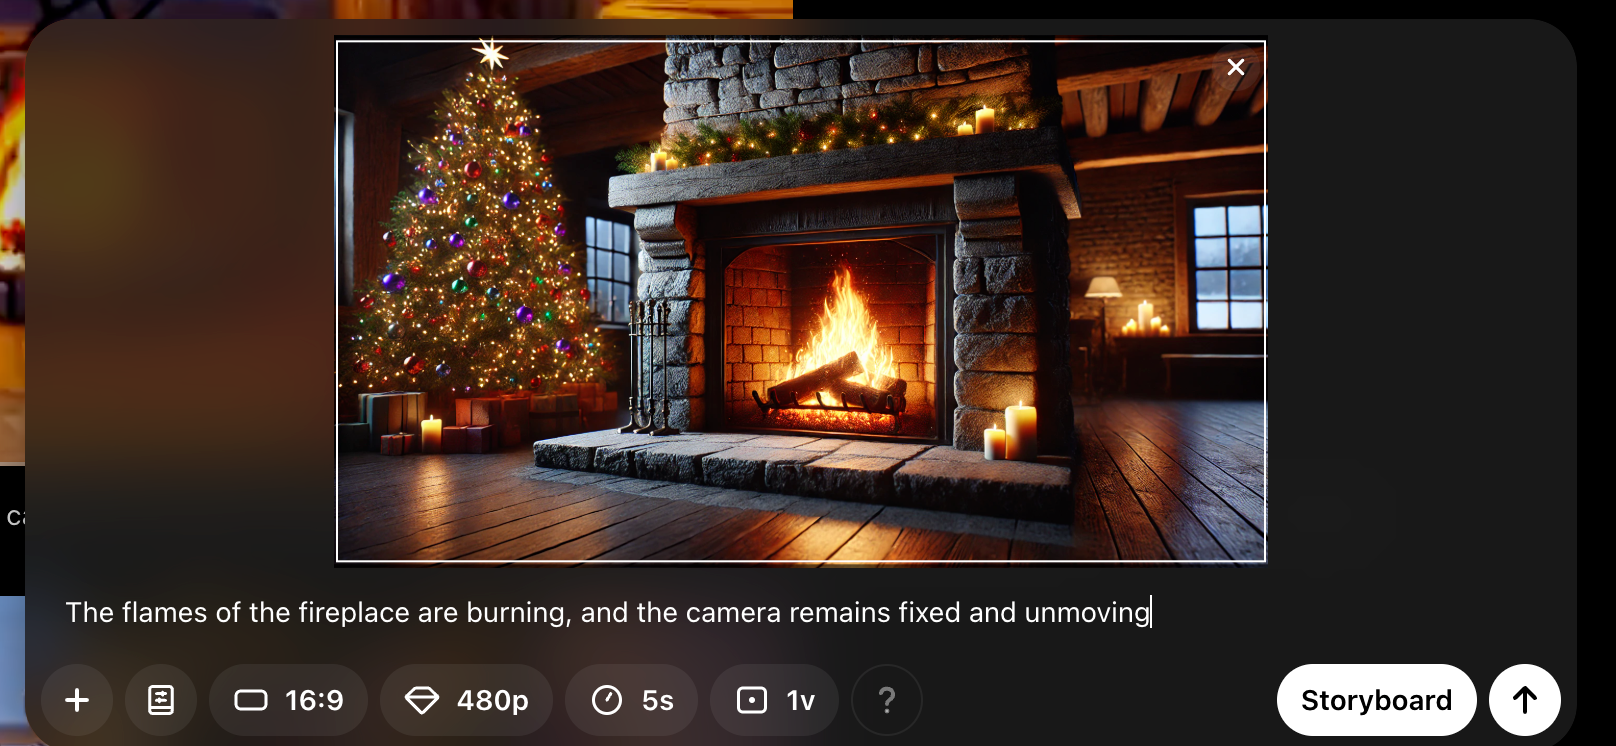 ca
The flames of the fireplace are burning, and the camera remains fixed and unmoving
16:9
480p
5s
1v
?
Storyboard